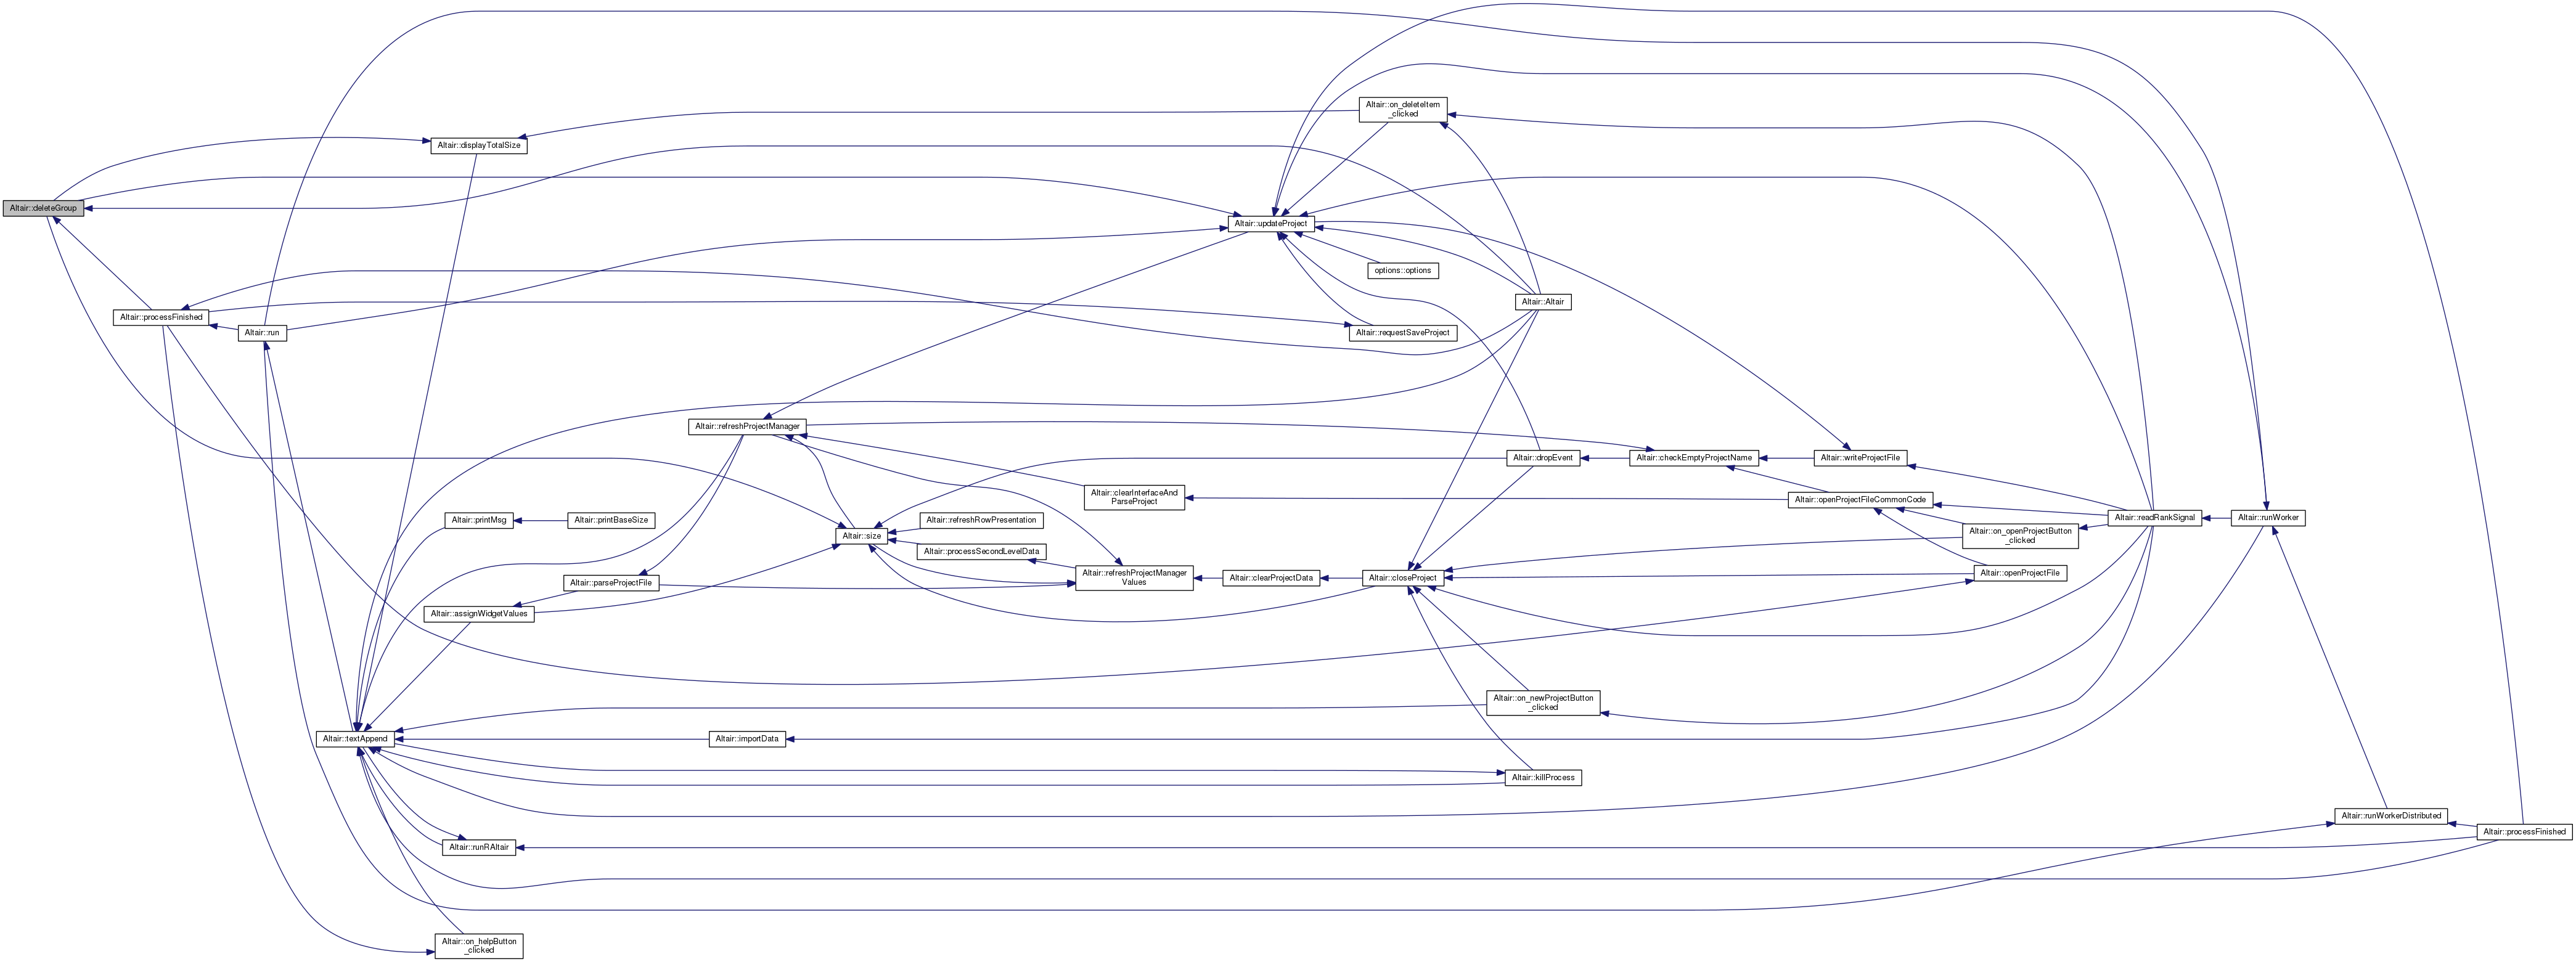 Altair::on_deleteItem
_clicked
Altair::displayTotalSize
Altair::deleteGroup
Altair::updateProject
options::options
Altair::Altair
Altair::processFinished
Altair::run
Altair::requestSaveProject
Altair::refreshProjectManager
Altair::dropEvent
Altair::checkEmptyProjectName
Altair::writeProjectFile
Altair::clearInterfaceAnd
ParseProject
Altair::openProjectFileCommonCode
Altair::printMsg
Altair::printBaseSize
Altair::refreshRowPresentation
Altair::readRankSignal
Altair::runWorker
Altair::size
Altair::on_openProjectButton
_clicked
Altair::processSecondLevelData
Altair::parseProjectFile
Altair::refreshProjectManager
Values
Altair::clearProjectData
Altair::closeProject
Altair::openProjectFile
Altair::assignWidgetValues
Altair::on_newProjectButton
_clicked
Altair::textAppend
Altair::importData
Altair::killProcess
Altair::runWorkerDistributed
Altair::processFinished
Altair::runRAltair
Altair::on_helpButton
_clicked